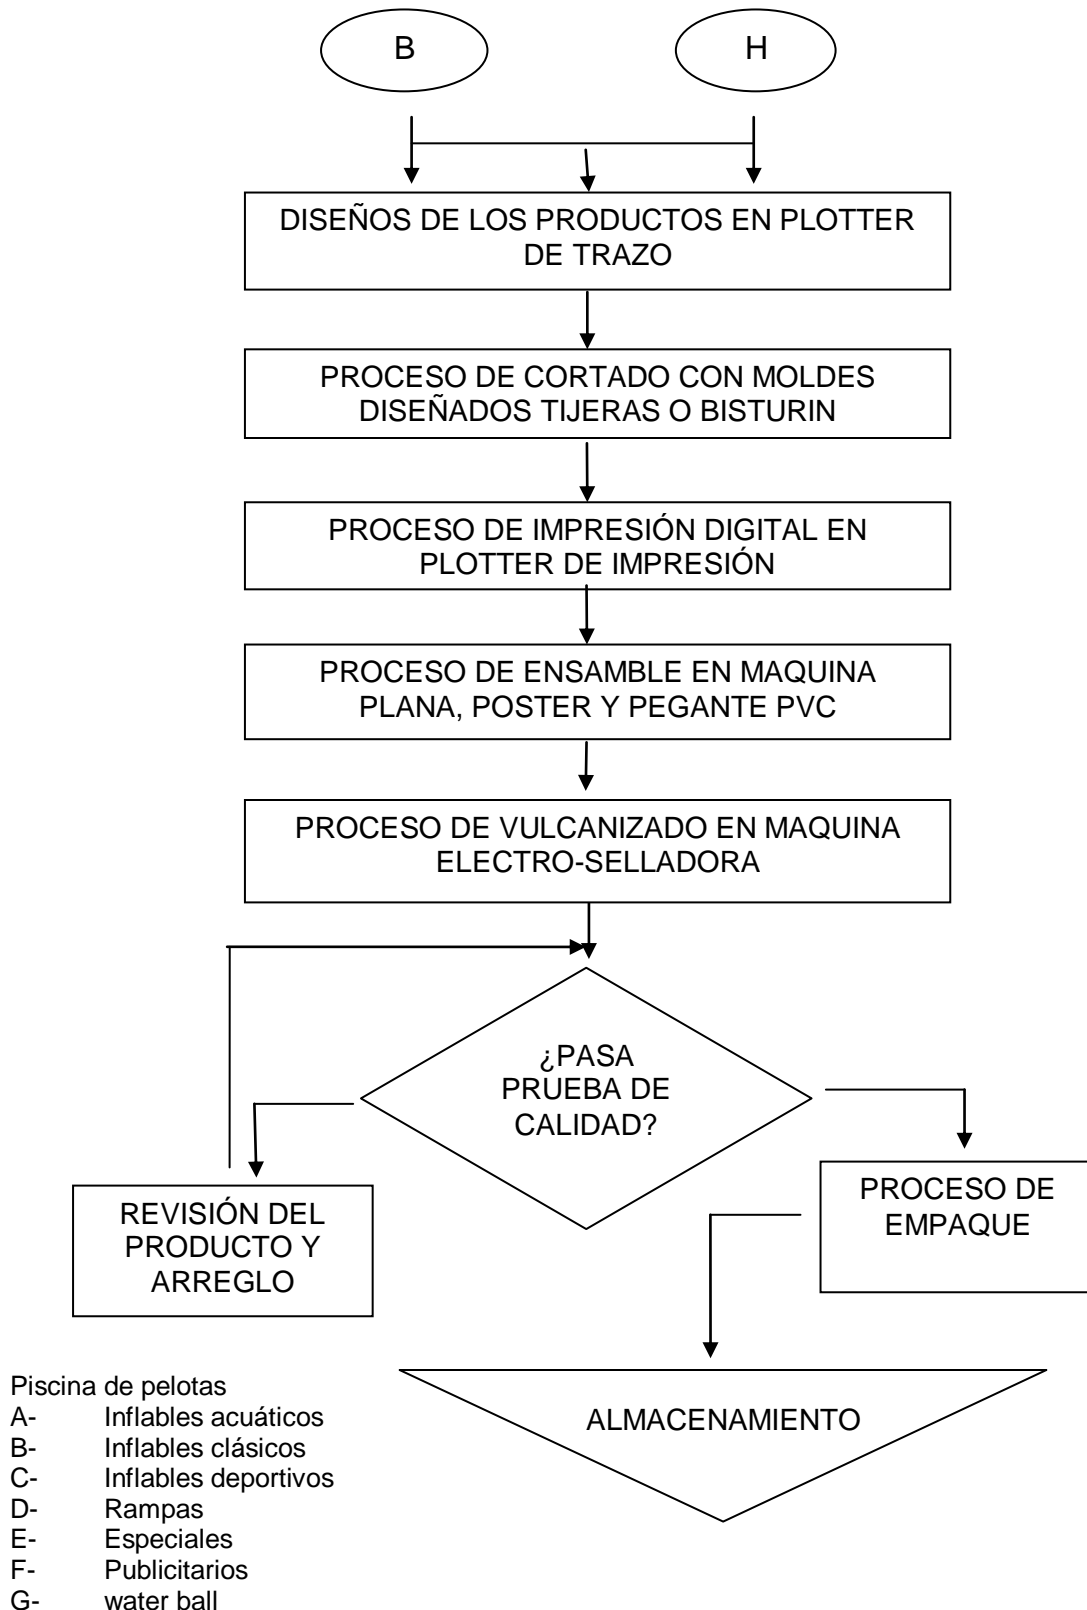 B
H
DISEÑOS DE LOS PRODUCTOS EN PLOTTER
DE TRAZO
PROCESO DE CORTADO CON MOLDES
DISEÑADOS TIJERAS O BISTURIN
PROCESO DE IMPRESIÓN DIGITAL EN
PLOTTER DE IMPRESIÓN
PROCESO DE ENSAMBLE EN MAQUINA
PLANA, POSTER Y PEGANTE PVC
PROCESO DE VULCANIZADO EN MAQUINA
ELECTRO-SELLADORA
¿PASA
PRUEBA DE
CALIDAD?
REVISIÓN DEL
PRODUCTO Y
ARREGLO
PROCESO DE
EMPAQUE
ALMACENAMIENTO
Piscina de pelotas
A- Inflables acuáticos
B- Inflables clásicos
C- Inflables deportivos
D- Rampas
E- Especiales
F- Publicitarios
G- water ball